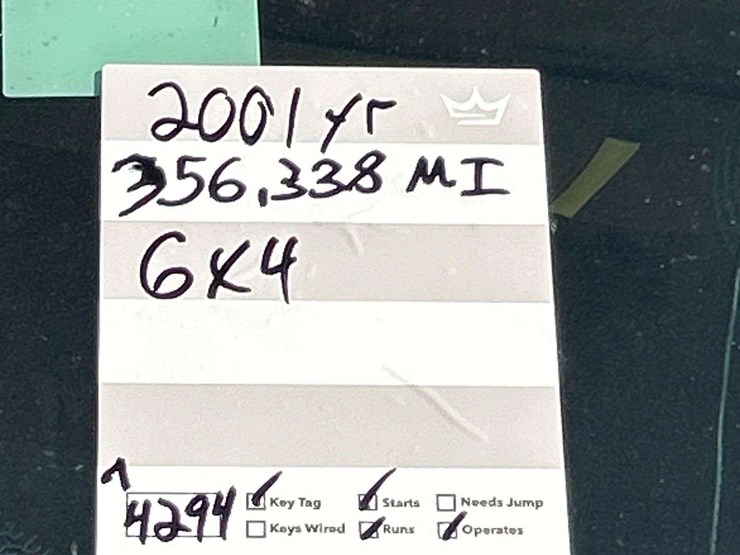 2001 yr
356,338 MI
6x4
4294 Key Tag Starts Needs Jump
Keys Wired Runs Operates